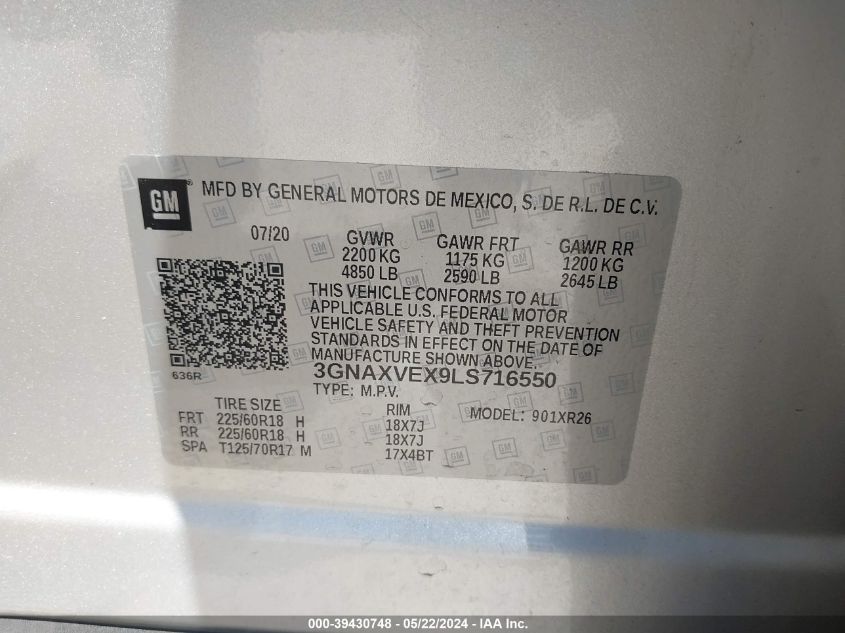 GM
MFD BY GENERAL MOTORS DE MEXICO, S. DE R.L. DE C.V.
07/20 GVWR GAWR FRT GAWR RR
2200 KG 1175 KG 1200 KG
4850 LB 2590 LB 2645 LB
THIS VEHICLE CONFORMS TO ALL
APPLICABLE U.S. FEDERAL MOTOR
VEHICLE SAFETY AND THEFT PREVENTION
STANDARDS IN EFFECT ON THE DATE OF
MANUFACTURE SHOWN ABOVE.
636R 3GNAXVEX9LS716550
TYPE: M.P.V.
TIRE SIZE RIM MODEL: 901XR26
FRT 225/60R18 H 18X7J
RR 225/60R18 H 18X7J
SPA T125/70R17 M 17X4BT
000-39430748 - 05/22/2024 - IAA Inc.